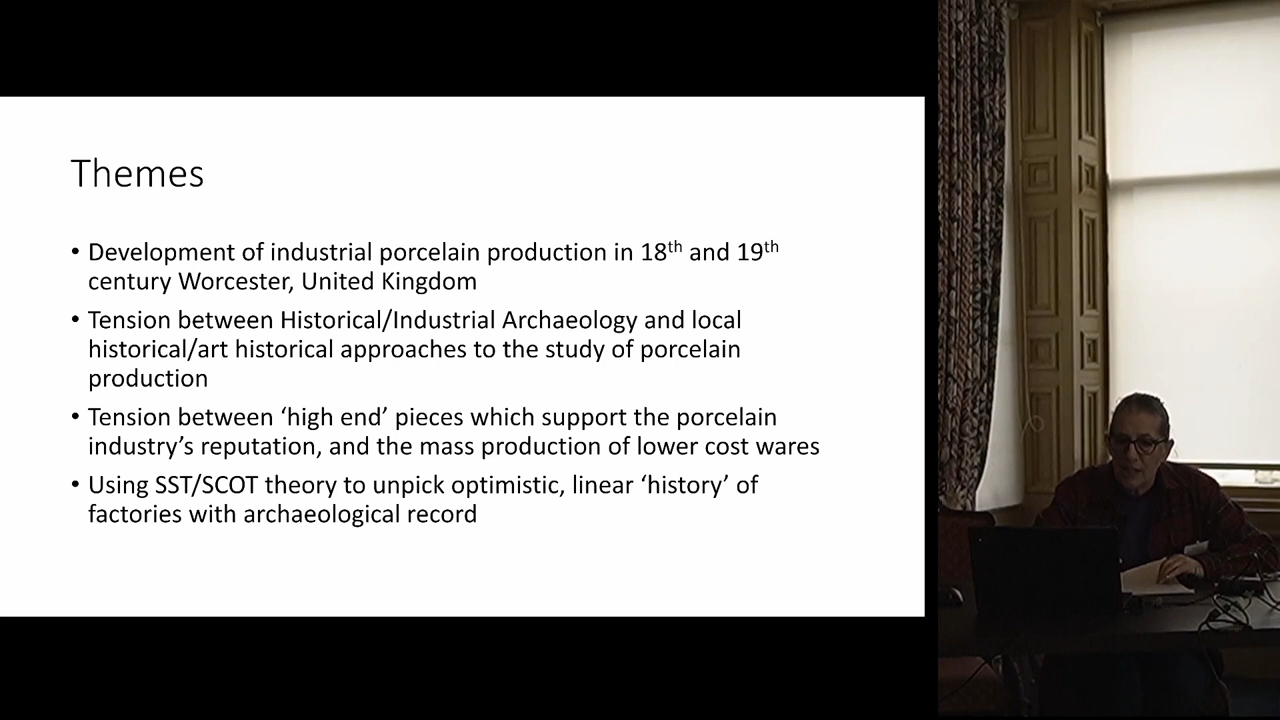 Themes
• Development of industrial porcelain production in 18th and 19th
century Worcester, United Kingdom
• Tension between Historical/Industrial Archaeology and local
historical/art historical approaches to the study of porcelain
production
• Tension between ‘high end’ pieces which support the porcelain
industry’s reputation, and the mass production of lower cost wares
• Using SST/SCOT theory to unpick optimistic, linear ‘history’ of
factories with archaeological record